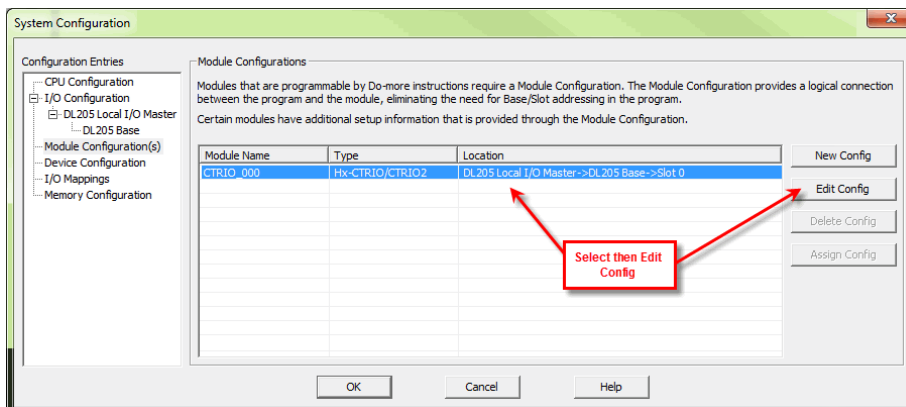 System Configuration
Configuration Entries
CPU Configuration
I/O Configuration
DL205 Local I/O Master
DL205 Base
Module Configuration(s)
Device Configuration
I/O Mappings
Memory Configuration
Module Configurations
Modules that are programmable by Do-more instructions require a Module Configuration. The Module Configuration provides a logical connection
between the program and the module, eliminating the need for Base/Slot addressing in the program.
Certain modules have additional setup information that is provided through the Module Configuration.
Module Name Type Location
CTRIO_000 Hx-CTRIO/CTRIO2 DL205 Local I/O Master->DL205 Base->Slot 0
New Config
Edit Config
Delete Config
Assign Config
Select then Edit
Config
OK Cancel Help